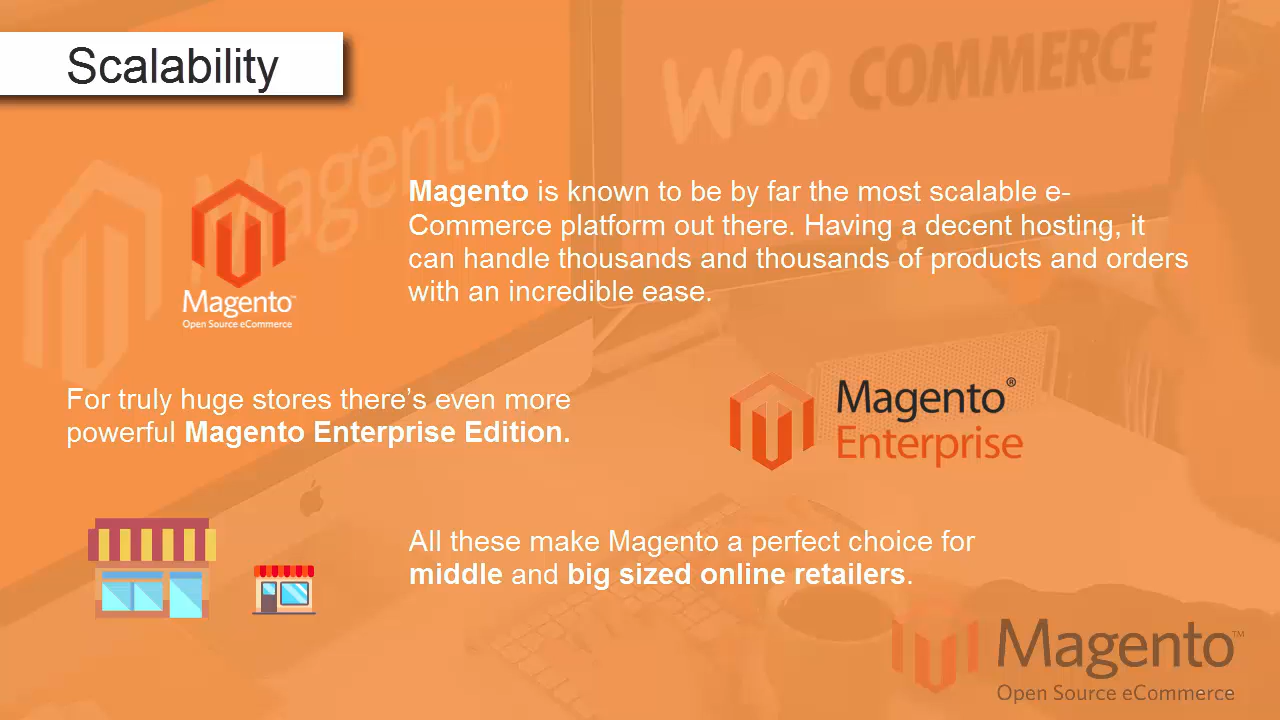 Scalability
WOO COMMERCE
Magento
Magento™
Open Source eCommerce
Magento is known to be by far the most scalable e-
Commerce platform out there. Having a decent hosting, it
can handle thousands and thousands of products and orders
with an incredible ease.
For truly huge stores there’s even more
powerful Magento Enterprise Edition.
Magento®
Enterprise
All these make Magento a perfect choice for
middle and big sized online retailers.
Magento™
Open Source eCommerce